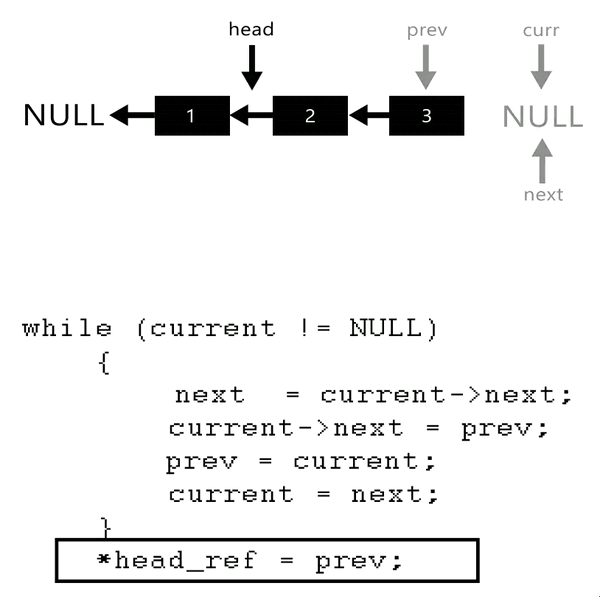 head prev curr
NULL 1 2 3 NULL
next
while (current != NULL)
{
next = current->next;
current->next = prev;
prev = current;
current = next;
}
*head_ref = prev;